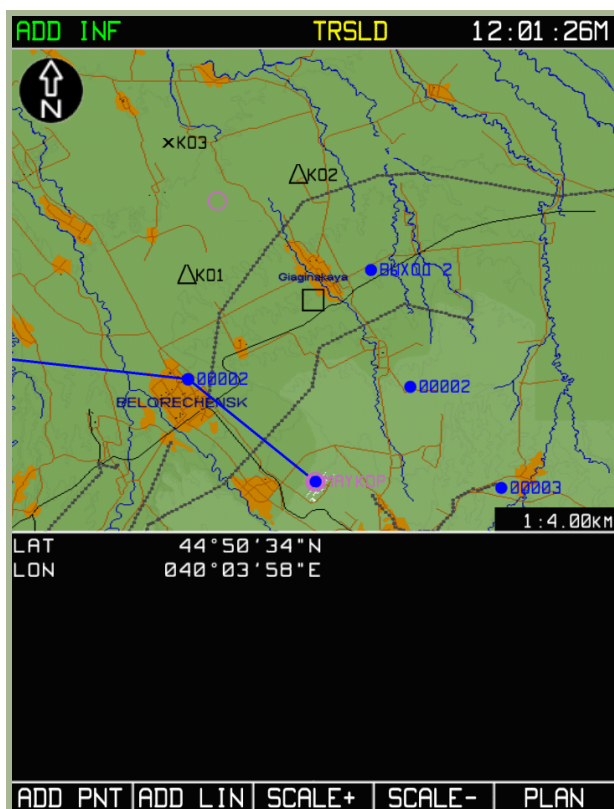 ADD INF TRSLD 12:01:26M
N
×K03
K02
Giaginskaya
K01
00002
BELORECHENSK
00002
MAYKOP
00003
1:4.00KM
LAT 44°50'34"N
LON 040°03'58"E
ADD PNT ADD LIN SCALE+ SCALE- PLAN